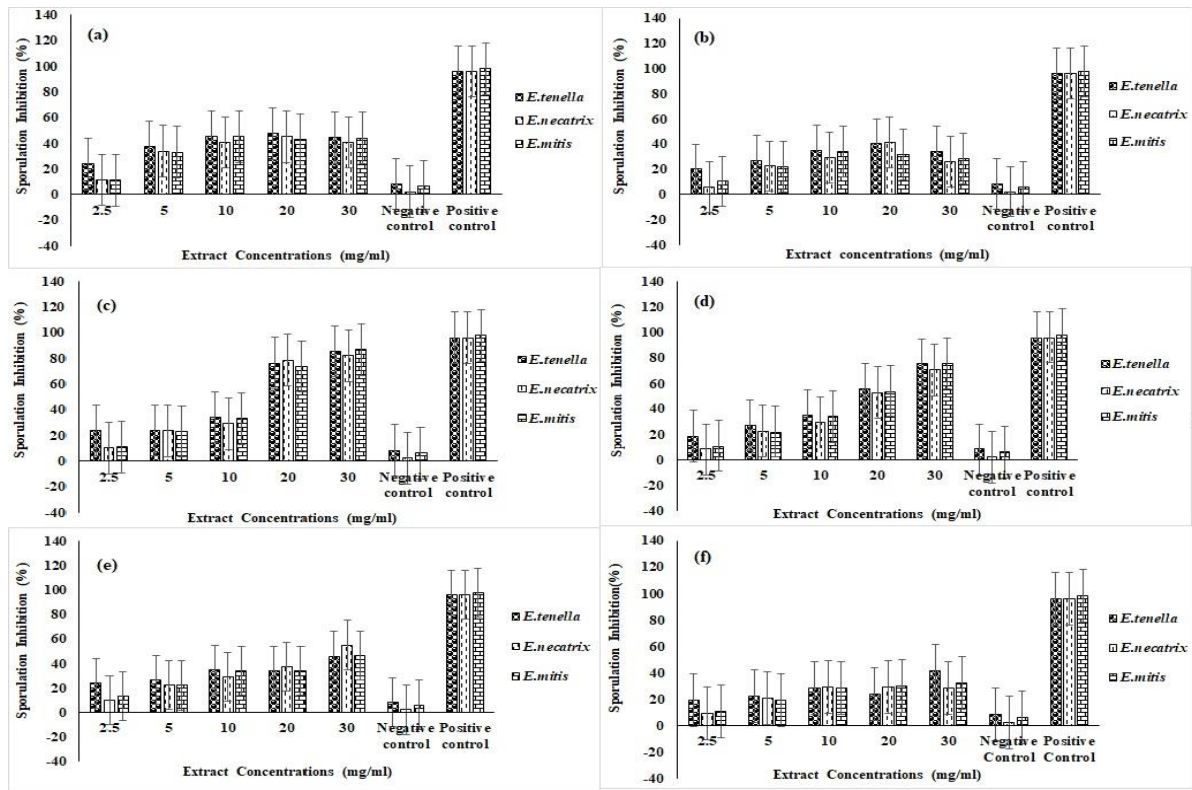 140
120
100
80
60
40
20
0
-20
-40
Sporulation Inhibition (%)
(a)
E.tenella
E.necatrix
E.mitis
2.5 5 10 20 30 Negative control Positive control
Extract Concentrations (mg/ml)
140
120
100
80
60
40
20
0
-20
-40
Sporulation Inhibition (%)
(b)
E.tenella
E.necatrix
E.mitis
2.5 5 10 20 30 Negative control Positive control
Extract concentrations (mg/ml)
140
120
100
80
60
40
20
0
-20
-40
Sporulation Inhibition (%)
(c)
E.tenella
E.necatrix
E.mitis
2.5 5 10 20 30 Negative control Positive control
Extract Concentrations (mg/ml)
140
120
100
80
60
40
20
0
-20
-40
Sporulation Inhibition (%)
(d)
E.tenella
E.necatrix
E.mitis
2.5 5 10 20 30 Negative control Positive control
Extract Concentrations (mg/ml)
140
120
100
80
60
40
20
0
-20
-40
Sporulation Inhibition (%)
(e)
E.tenella
E.necatrix
E.mitis
2.5 5 10 20 30 Negative control Positive control
Extract Concentrations (mg/ml)
140
120
100
80
60
40
20
0
-20
-40
Sporulation Inhibition(%)
(f)
E.tenella
E.necatrix
E.mitis
2.5 5 10 20 30 Negative Control Positive Control
Extract Concentrations (mg/ml)